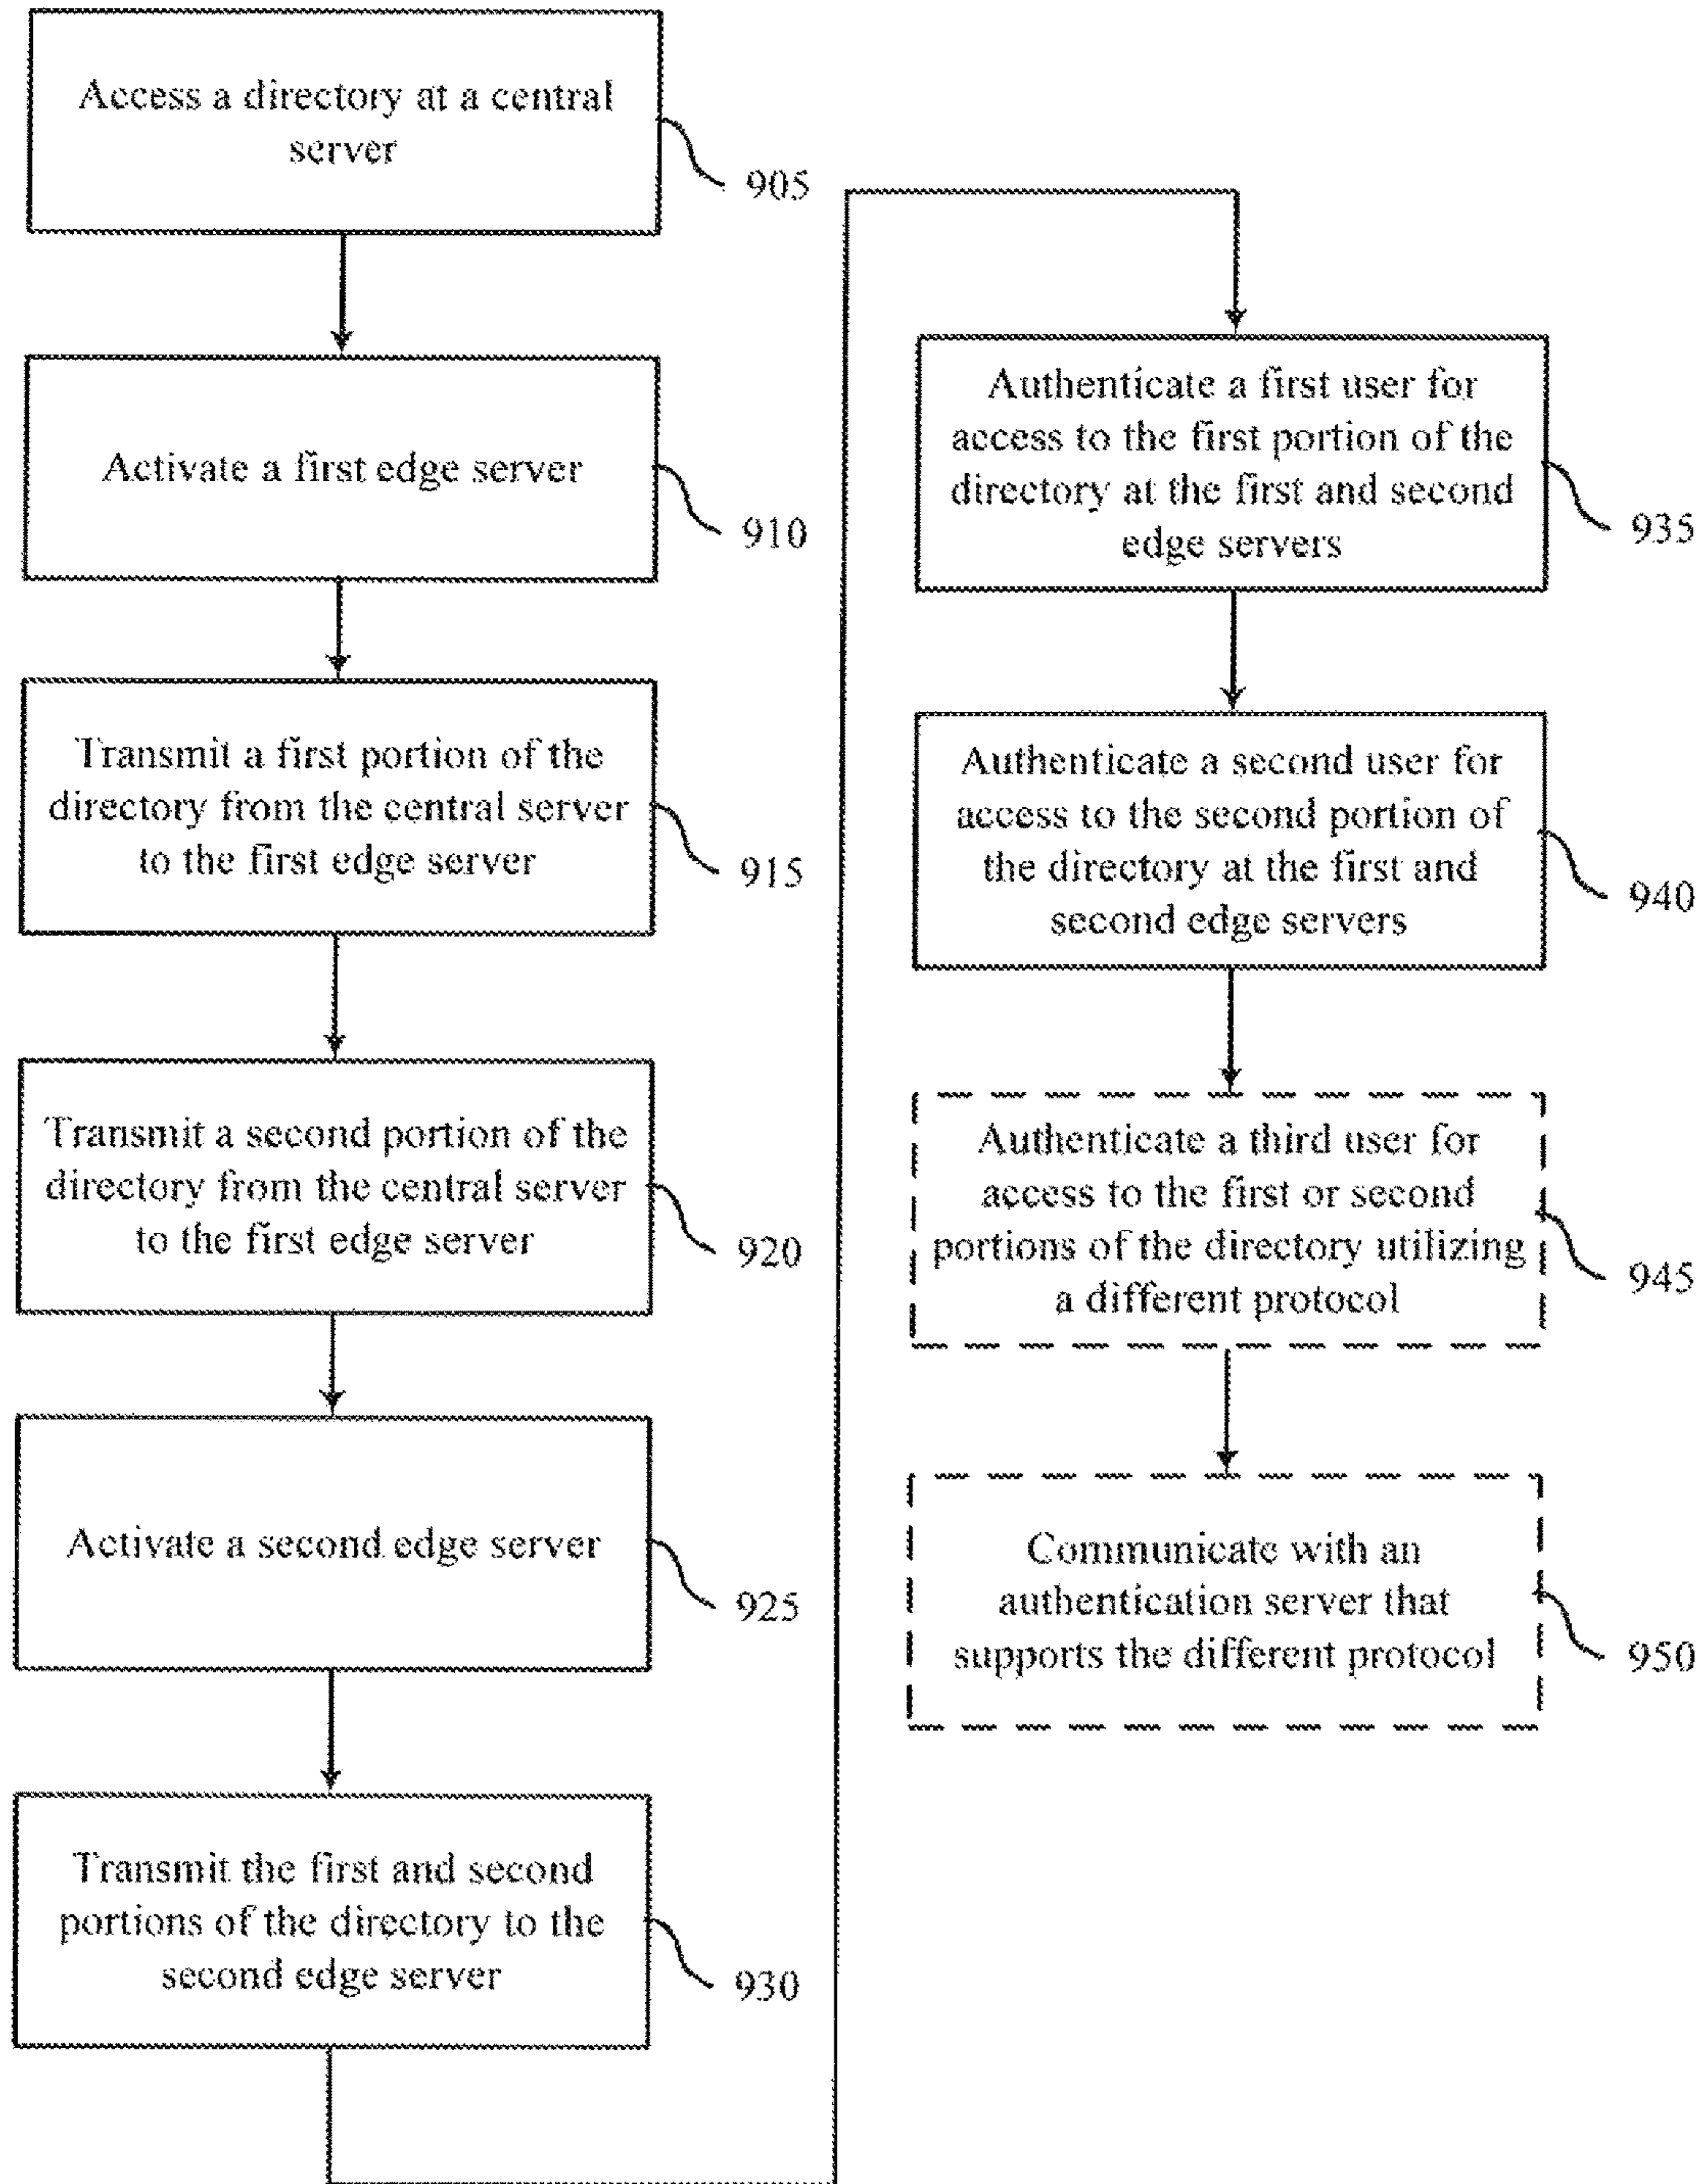 Access a directory at a central
server
905
Activate a first edge server
910
Transmit a first portion of the
directory from the central server
to the first edge server
915
Transmit a second portion of the
directory from the central server
to the first edge server
920
Activate a second edge server
925
Transmit the first and second
portions of the directory to the
second edge server
930
Authenticate a first user for
access to the first portion of the
directory at the first and second
edge servers
935
Authenticate a second user for
access to the second portion of
the directory at the first and
second edge servers
940
Authenticate a third user for
access to the first or second
portions of the directory utilizing
a different protocol
945
Communicate with an
authentication server that
supports the different protocol
950